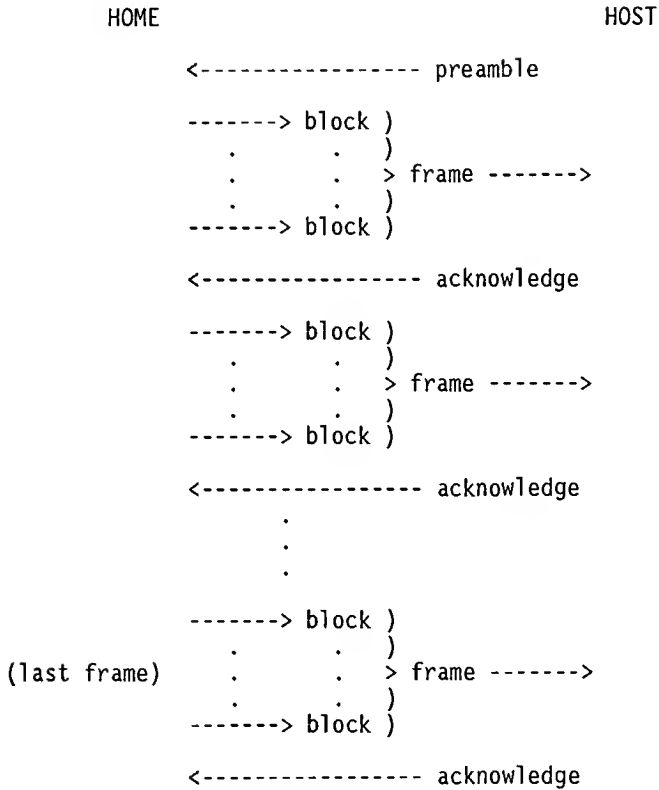 HOME HOST
<----------------- preamble
-------> block )
. . )
. . > frame ------->
. . )
-------> block )
<----------------- acknowledge
-------> block )
. . )
. . > frame ------->
. . )
-------> block )
<----------------- acknowledge
.
.
.
-------> block )
. . )
(last frame) . . > frame ------->
. . )
-------> block )
<----------------- acknowledge